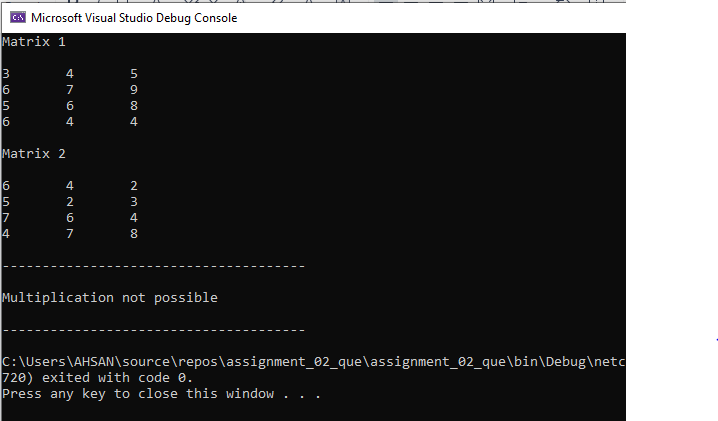 Microsoft Visual Studio Debug Console
Matrix 1
3 4 5
6 7 9
5 6 8
6 4 4
Matrix 2
6 4 2
5 2 3
7 6 4
4 7 8
--------------------------------------
Multiplication not possible
--------------------------------------
C:\Users\AHSAN\source\repos\assignment_02_que\assignment_02_que\bin\Debug\netc
720) exited with code 0.
Press any key to close this window . . .